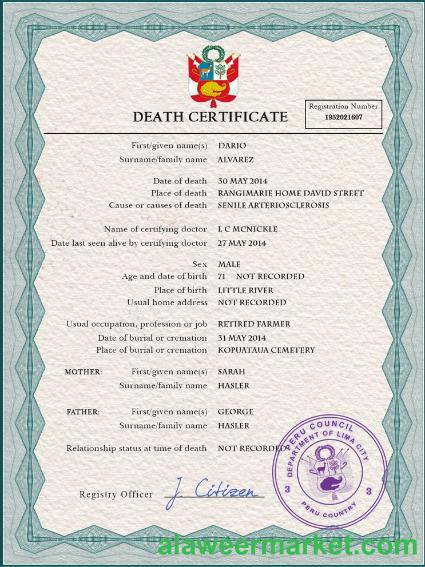 DEATH CERTIFICATE
Registration Number
1952021607
First/given name(s) DARIO
Surname/family name ALVAREZ
Date of death 30 MAY 2014
Place of death RANGIMARIE HOME DAVID STREET
Cause or causes of death SENILE ARTERIOSCLEROSIS
Name of certifying doctor L C MCNICKLE
Date last seen alive by certifying doctor 27 MAY 2014
Sex MALE
Age and date of birth 71 NOT RECORDED
Place of birth LITTLE RIVER
Usual home address NOT RECORDED
Usual occupation, profession or job RETIRED FARMER
Date of burial or cremation 31 MAY 2014
Place of burial or cremation KOPUATAUA CEMETERY
MOTHER: First/given name(s) SARAH
Surname/family name HASLER
FATHER: First/given name(s) GEORGE
Surname/family name HASLER
Relationship status at time of death NOT RECORDED
PERU COUNCIL
DEPARTMENT OF LIMA CITY
3 3
PERU COUNTRY
Registry Officer J. Citizen
alaweermarket.com